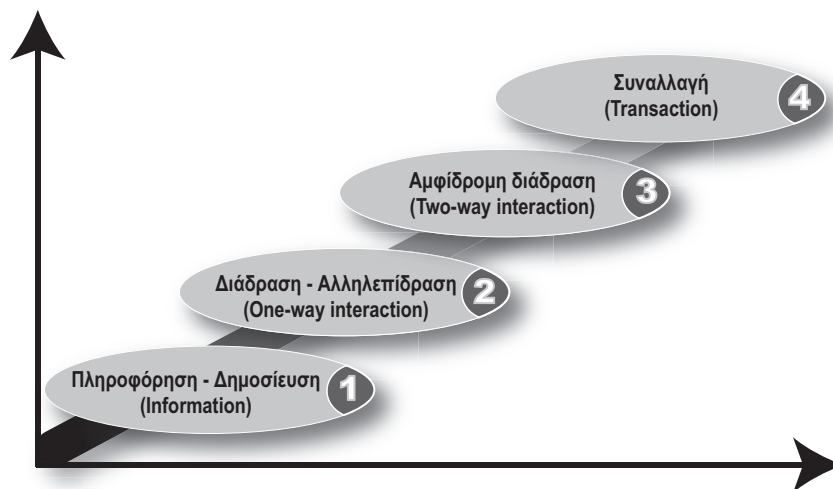 Συναλλαγή
(Transaction)
4
Αμφίδρομη διάδραση
(Two-way interaction)
3
Διάδραση - Αλληλεπίδραση
(One-way interaction)
2
Πληροφόρηση - Δημοσίευση
(Information)
1